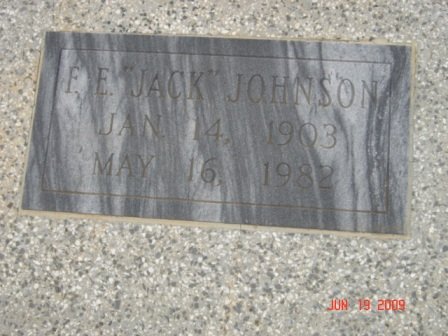 F. E. "JACK" JOHNSON
JAN. 14, 1903
MAY 16, 1982
JUN 19 2009